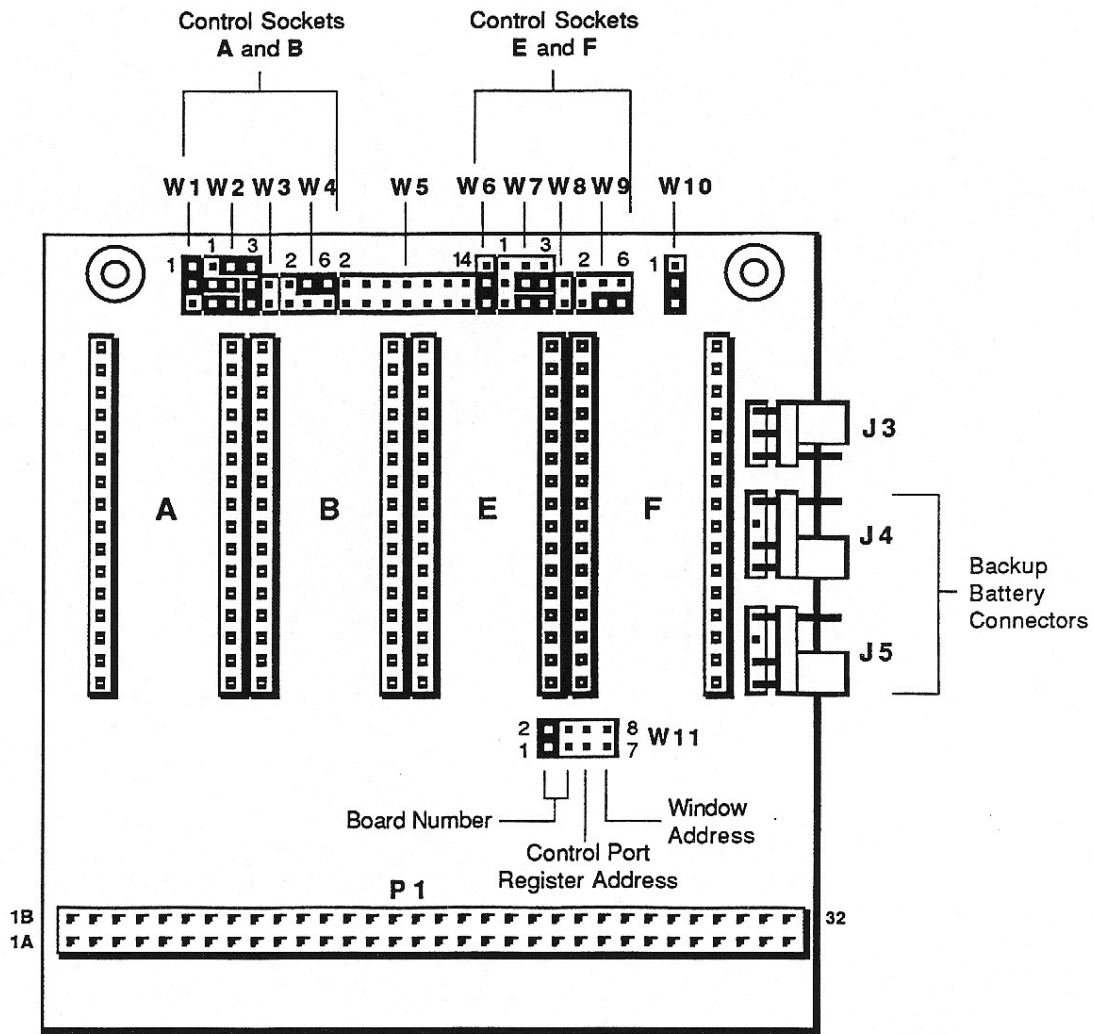 Control Sockets
A and B
Control Sockets
E and F
W1 W2 W3 W4 W5 W6 W7 W8 W9 W10
1 1 3 2 6 2 14 1 3 2 6 1
A B E F
J3
J4
J5
Backup
Battery
Connectors
2 8
1 7
W11
Board Number
Window
Address
Control Port
Register Address
P1
1B
1A
32